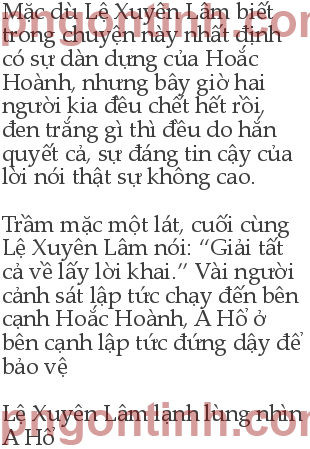 Mặc dù Lệ Xuyên Lâm biết
trong chuyện này nhất định
có sự dàn dựng của Hoắc
Hoành, nhưng bây giờ hai
người kia đều chết hết rồi,
đen trắng gì thì đều do hắn
quyết cả, sự đáng tin cậy của
lời nói thật sự không cao.
Trầm mặc một lát, cuối cùng
Lệ Xuyên Lâm nói: “Giải tất
cả về lấy lời khai.” Vài người
cảnh sát lập tức chạy đến bên
cạnh Hoắc Hoành, A Hổ ở
bên cạnh lập tức đứng dậy để
bảo vệ
Lệ Xuyên Lâm lạnh lùng nhìn
A Hổ
pngontinh.com
pngontinh.com